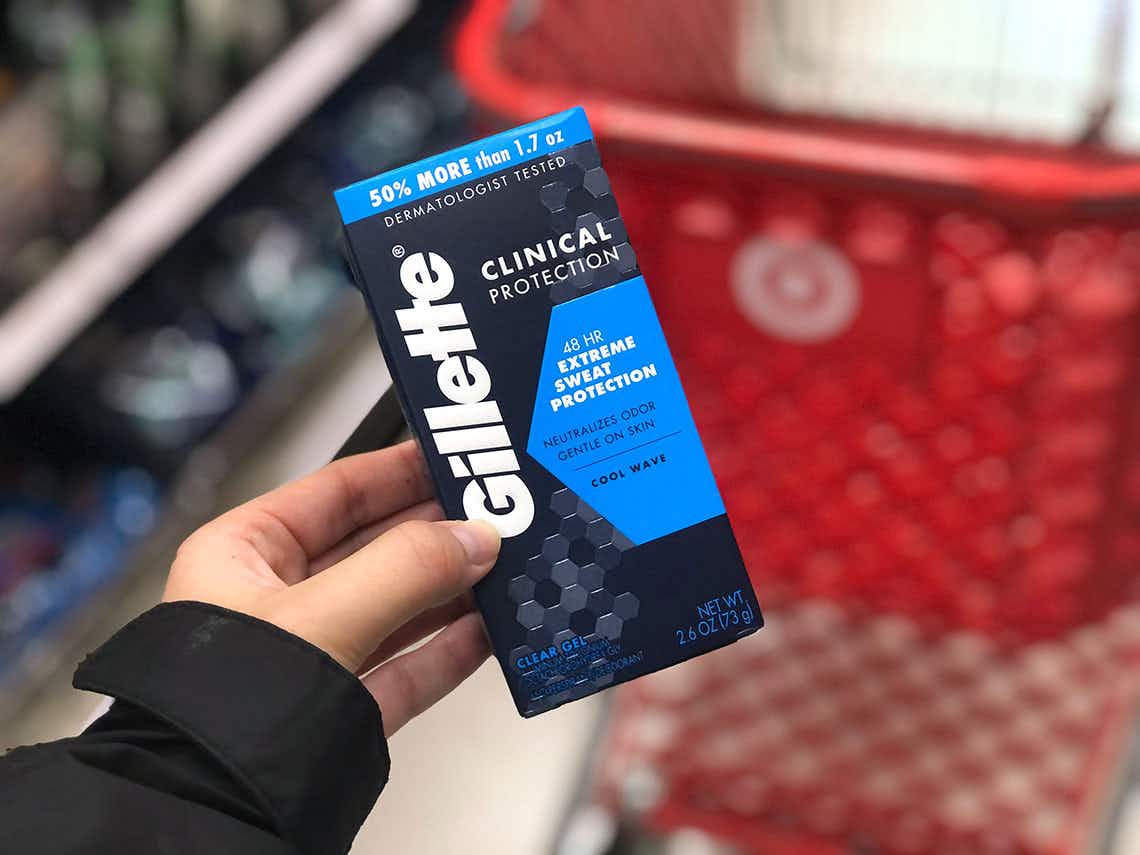 50% MORE than 1.7 oz
DERMATOLOGIST TESTED
Gillette®
CLINICAL
PROTECTION
48 HR
EXTREME
SWEAT
PROTECTION
NEUTRALIZES ODOR
GENTLE ON SKIN
COOL WAVE
CLEAR GEL
NET WT.
2.6 OZ (73 g)